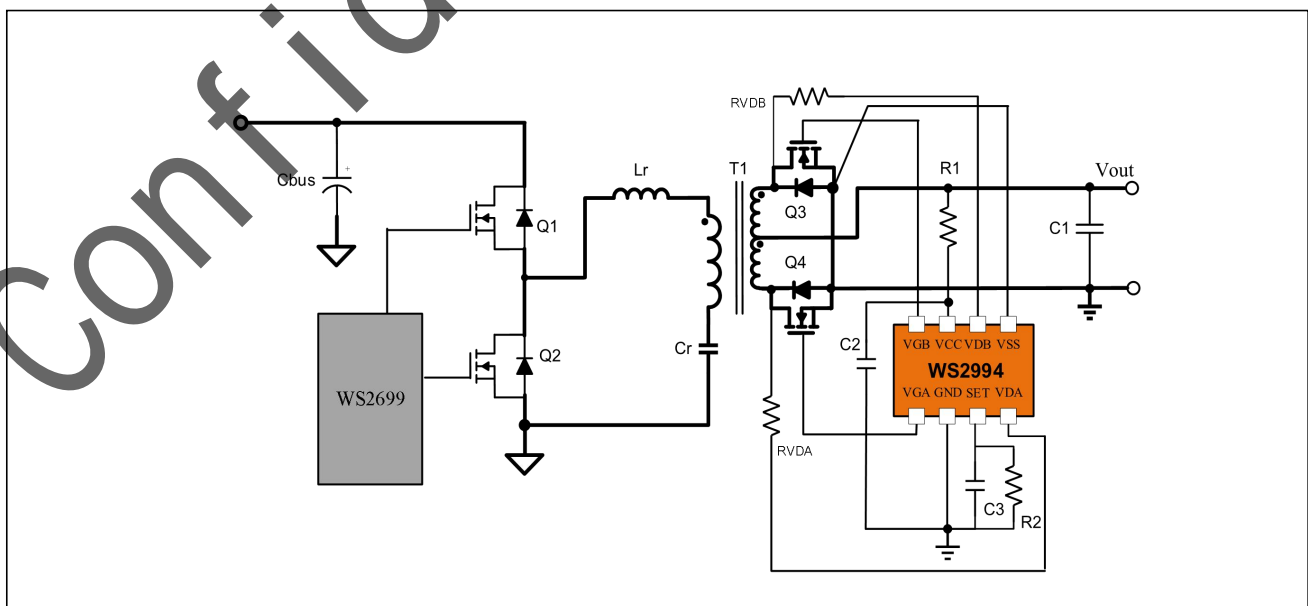 Confid
RVDB
Cbus
+
Lr
T1
R1
Vout
Q1
Q3
C1
Q4
Q2
Cr
C2
VGB VCC VDB VSS
WS2994
VGA GND SET VDA
WS2699
RVDA
C3
R2